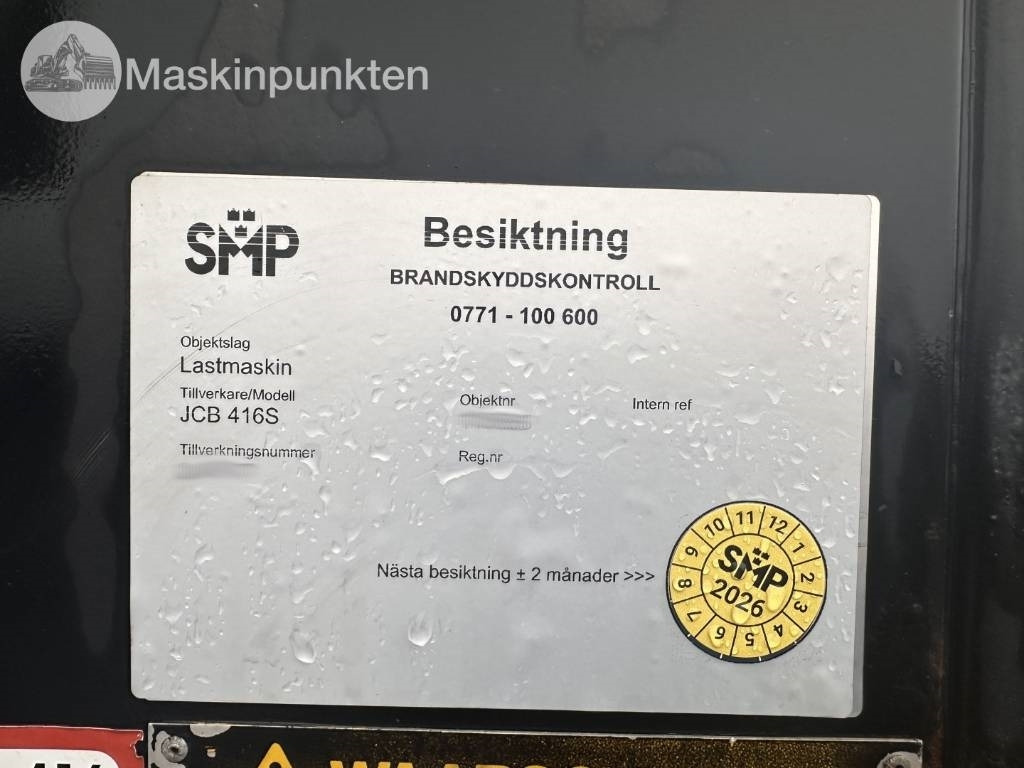 Maskinpunkten
SMP
Besiktning
BRANDSKYDDSKONTROLL
0771 - 100 600
Objektslag
Lastmaskin
Tillverkare/Modell
JCB 416S
Objektnr
Intern ref
Tillverkningsnummer
Reg.nr
Nästa besiktning ± 2 månader >>>
10 11 12 1 2 3 4 5 6 7 8 9
SMP
2026